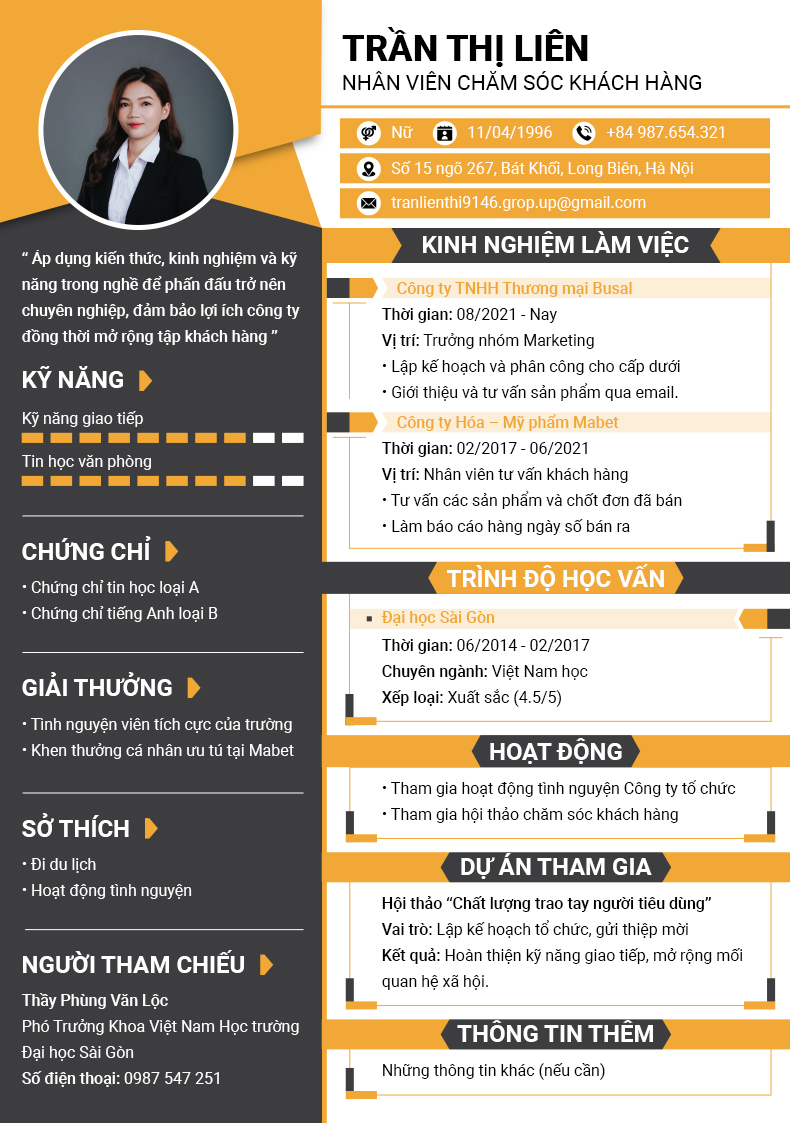 TRẦN THỊ LIÊN
NHÂN VIÊN CHĂM SÓC KHÁCH HÀNG
Nữ 11/04/1996 +84 987.654.321
Số 15 ngõ 267, Bát Khối, Long Biên, Hà Nội
tranlienthi9146.grop.up@gmail.com
“ Áp dụng kiến thức, kinh nghiệm và kỹ
năng trong nghề để phấn đấu trở nên
chuyên nghiệp, đảm bảo lợi ích công ty
đồng thời mở rộng tập khách hàng ”
KỸ NĂNG
Kỹ năng giao tiếp
Tin học văn phòng
CHỨNG CHỈ
• Chứng chỉ tin học loại A
• Chứng chỉ tiếng Anh loại B
GIẢI THƯỞNG
• Tình nguyện viên tích cực của trường
• Khen thưởng cá nhân ưu tú tại Mabet
SỞ THÍCH
• Đi du lịch
• Hoạt động tình nguyện
NGƯỜI THAM CHIẾU
Thầy Phùng Văn Lộc
Phó Trưởng Khoa Việt Nam Học trường
Đại học Sài Gòn
Số điện thoại: 0987 547 251
KINH NGHIỆM LÀM VIỆC
Công ty TNHH Thương mại Busal
Thời gian: 08/2021 - Nay
Vị trí: Trưởng nhóm Marketing
• Lập kế hoạch và phân công cho cấp dưới
• Giới thiệu và tư vấn sản phẩm qua email.
Công ty Hóa – Mỹ phẩm Mabet
Thời gian: 02/2017 - 06/2021
Vị trí: Nhân viên tư vấn khách hàng
• Tư vấn các sản phẩm và chốt đơn đã bán
• Làm báo cáo hàng ngày số bán ra
TRÌNH ĐỘ HỌC VẤN
▪ Đại học Sài Gòn
Thời gian: 06/2014 - 02/2017
Chuyên ngành: Việt Nam học
Xếp loại: Xuất sắc (4.5/5)
HOẠT ĐỘNG
• Tham gia hoạt động tình nguyện Công ty tổ chức
• Tham gia hội thảo chăm sóc khách hàng
DỰ ÁN THAM GIA
Hội thảo “Chất lượng trao tay người tiêu dùng”
Vai trò: Lập kế hoạch tổ chức, gửi thiệp mời
Kết quả: Hoàn thiện kỹ năng giao tiếp, mở rộng mối
quan hệ xã hội.
THÔNG TIN THÊM
Những thông tin khác (nếu cần)